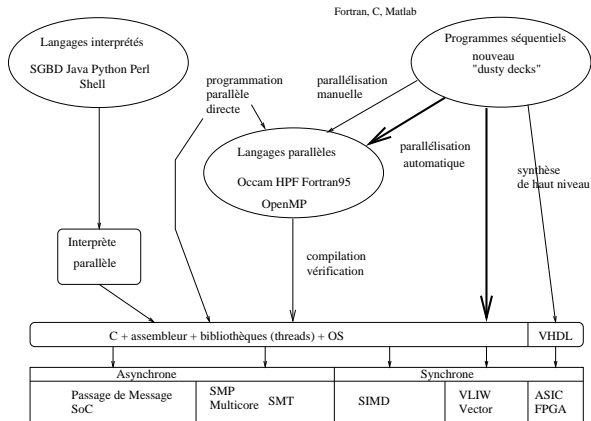 Fortran, C, Matlab
Langages interprétés
SGBD Java Python Perl
Shell
Programmes séquentiels
nouveau
"dusty decks"
programmation
parallèle
directe
parallélisation
manuelle
Langages parallèles
Occam HPF Fortran95
OpenMP
parallélisation
automatique
synthèse
de haut niveau
Interprète
parallèle
compilation
vérification
C + assembleur + bibliothèques (threads) + OS
VHDL
Asynchrone
Synchrone
Passage de Message
SoC
SMP
Multicore
SMT
SIMD
VLIW
Vector
ASIC
FPGA